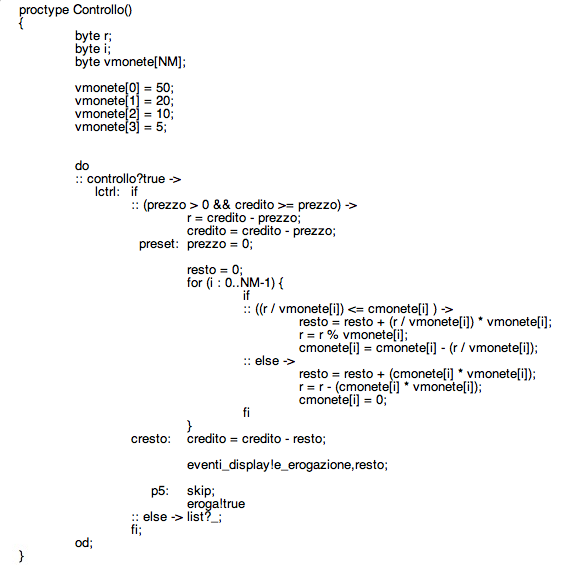 proctype Controllo()
{
byte r;
byte i;
byte vmonete[NM];
vmonete[0] = 50;
vmonete[1] = 20;
vmonete[2] = 10;
vmonete[3] = 5;
do
:: controllo?true ->
lctrl: if
:: (prezzo > 0 && credito >= prezzo) ->
r = credito - prezzo;
credito = credito - prezzo;
preset: prezzo = 0;
resto = 0;
for (i : 0..NM-1) {
if
:: ((r / vmonete[i]) <= cmonete[i] ) ->
resto = resto + (r / vmonete[i]) * vmonete[i];
r = r % vmonete[i];
cmonete[i] = cmonete[i] - (r / vmonete[i]);
:: else ->
resto = resto + (cmonete[i] * vmonete[i]);
r = r - (cmonete[i] * vmonete[i]);
cmonete[i] = 0;
fi
}
cresto: credito = credito - resto;
eventi_display!e_erogazione,resto;
p5: skip;
eroga!true
:: else -> list?_;
fi;
od;
}